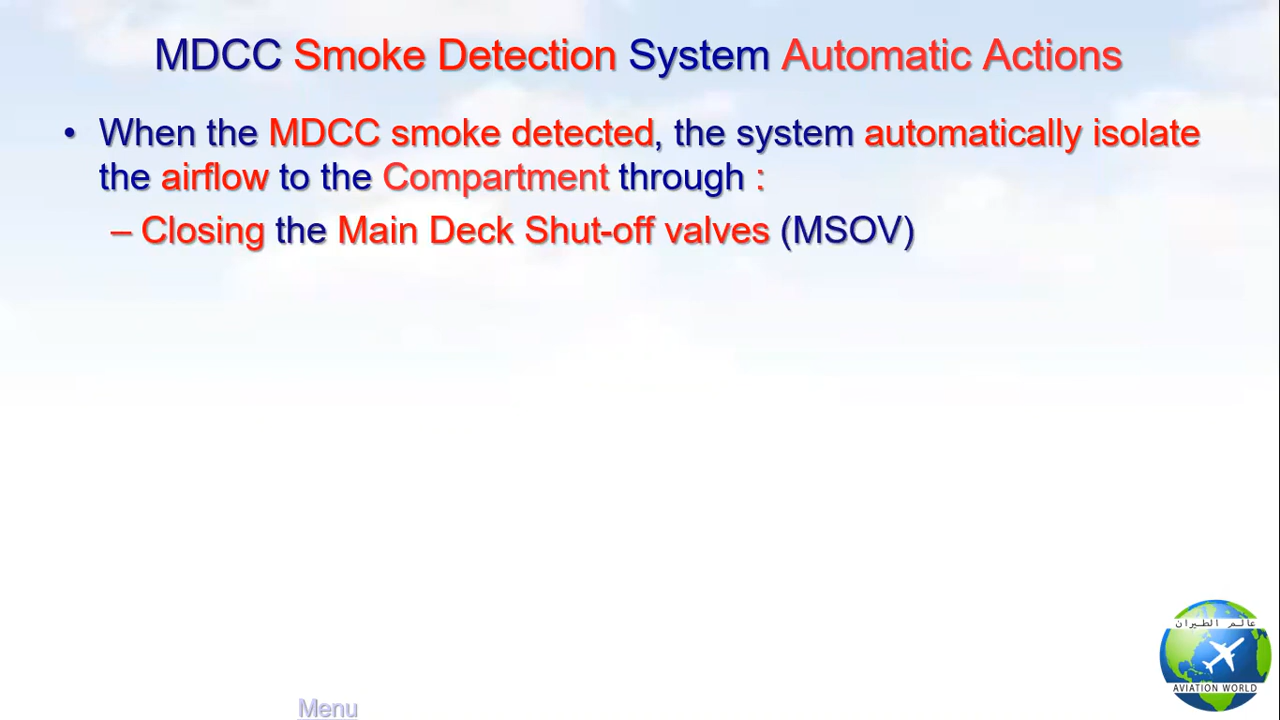 MDCC Smoke Detection System Automatic Actions
• When the MDCC smoke detected, the system automatically isolate
the airflow to the Compartment through :
– Closing the Main Deck Shut-off valves (MSOV)
عالم الطيران
AVIATION WORLD
Menu